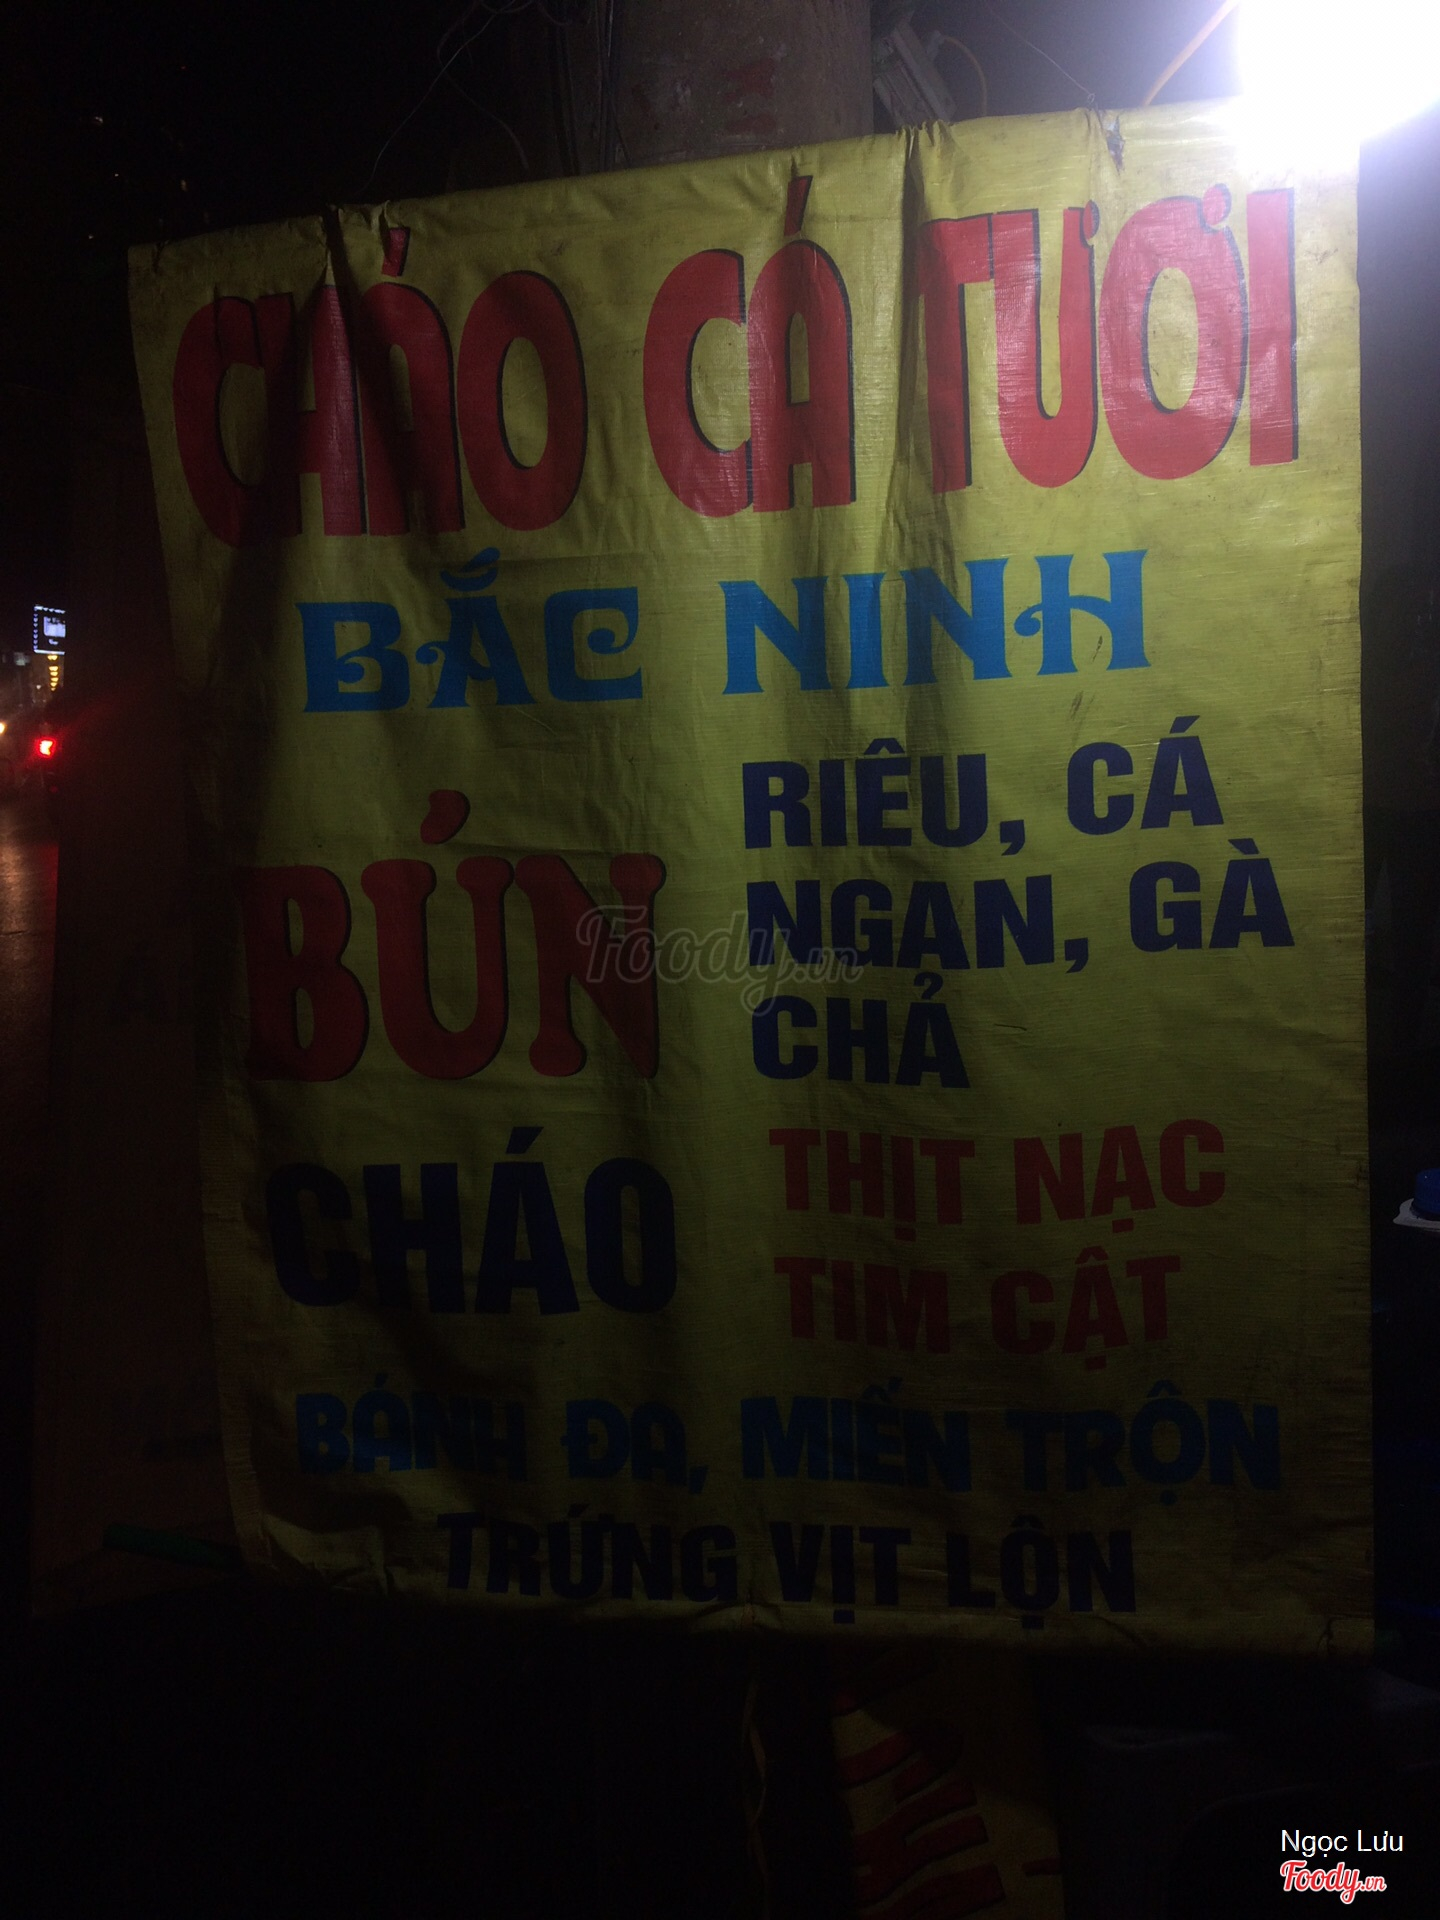 CHÁO CÁ TƯƠI
BẮC NINH
BÚN
RIÊU, CÁ
NGAN, GÀ
CHẢ
CHÁO
THỊT NẠC
TIM CẬT
BÁNH ĐA, MIẾN TRỘN
TRỨNG VỊT LỘN
Foody.vn
Ngọc Lưu
Foody.vn